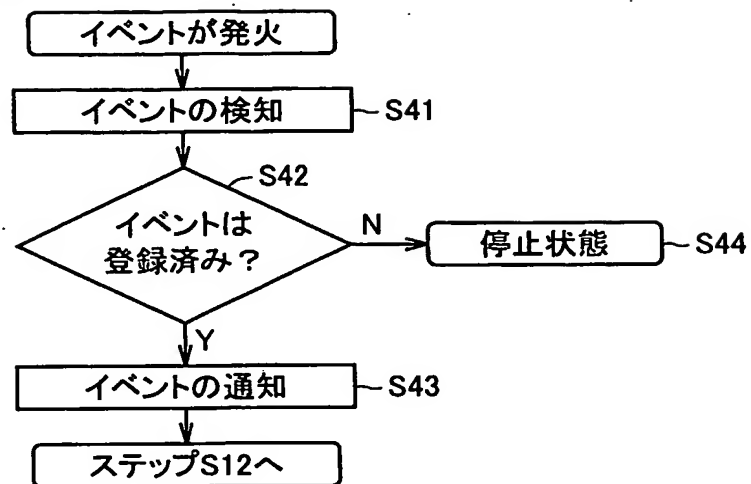 イベントが発火
イベントの検知
S41
S42
イベントは
登録済み？
N
停止状態
S44
Y
イベントの通知
S43
ステップS12へ